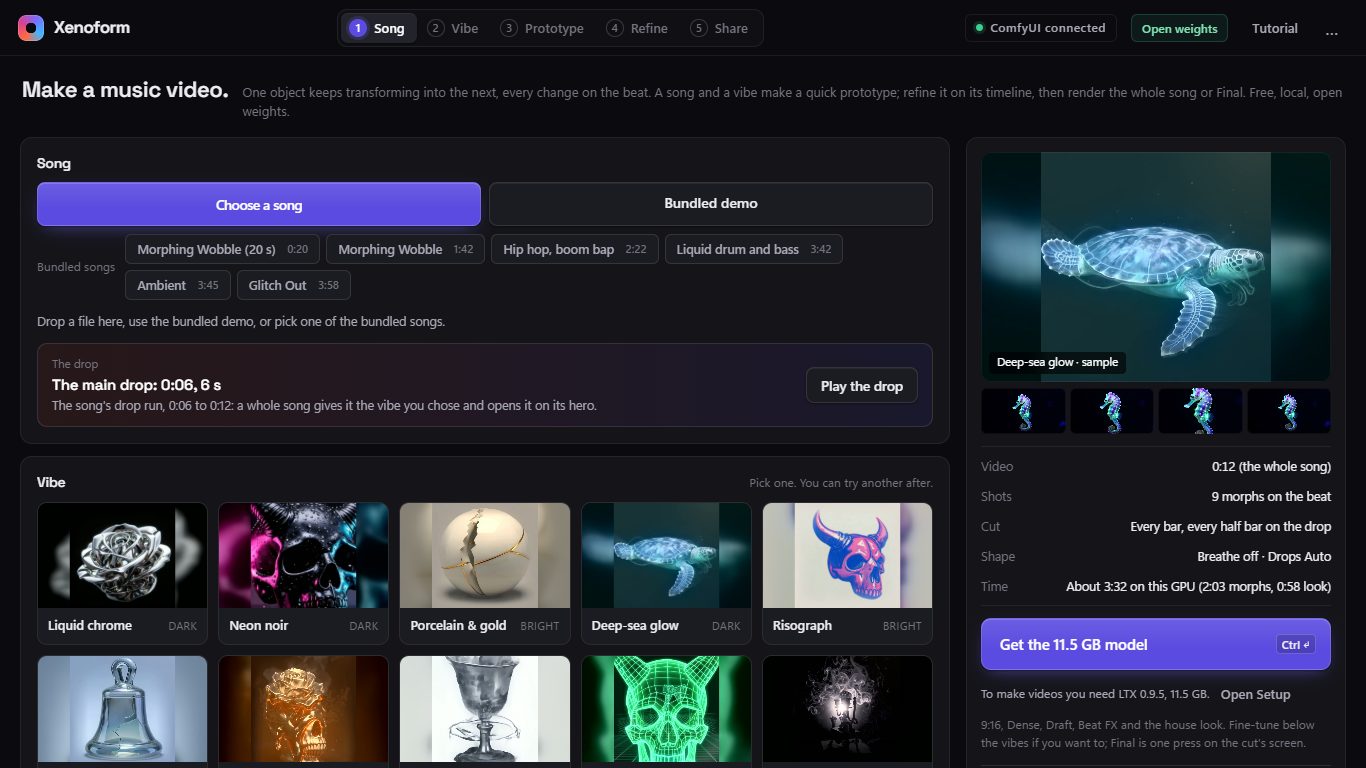 Xenoform
1 Song
2 Vibe
3 Prototype
4 Refine
5 Share
ComfyUI connected
Open weights
Tutorial
...
Make a music video.
One object keeps transforming into the next, every change on the beat. A song and a vibe make a quick prototype; refine it on its timeline, then render the whole song or Final. Free, local, open
weights.
Song
Choose a song
Bundled demo
Bundled songs
Morphing Wobble (20 s) 0:20
Morphing Wobble 1:42
Hip hop, boom bap 2:22
Liquid drum and bass 3:42
Ambient 3:45
Glitch Out 3:58
Drop a file here, use the bundled demo, or pick one of the bundled songs.
The drop
The main drop: 0:06, 6 s
The song's drop run, 0:06 to 0:12: a whole song gives it the vibe you chose and opens it on its hero.
Play the drop
Vibe
Pick one. You can try another after.
Liquid chrome DARK
Neon noir DARK
Porcelain & gold BRIGHT
Deep-sea glow DARK
Risograph BRIGHT
Deep-sea glow · sample
Video 0:12 (the whole song)
Shots 9 morphs on the beat
Cut Every bar, every half bar on the drop
Shape Breathe off · Drops Auto
Time About 3:32 on this GPU (2:03 morphs, 0:58 look)
Get the 11.5 GB model Ctrl ↲
To make videos you need LTX 0.9.5, 11.5 GB. Open Setup
9:16, Dense, Draft, Beat FX and the house look. Fine-tune below
the vibes if you want to; Final is one press on the cut's screen.